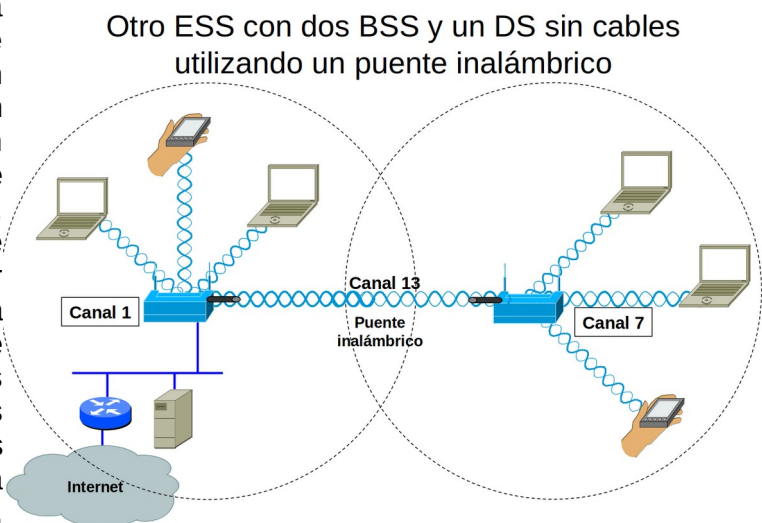 Otro ESS con dos BSS y un DS sin cables
utilizando un puente inalámbrico
Canal 13
Canal 1
Puente
inalámbrico
Canal 7
Internet